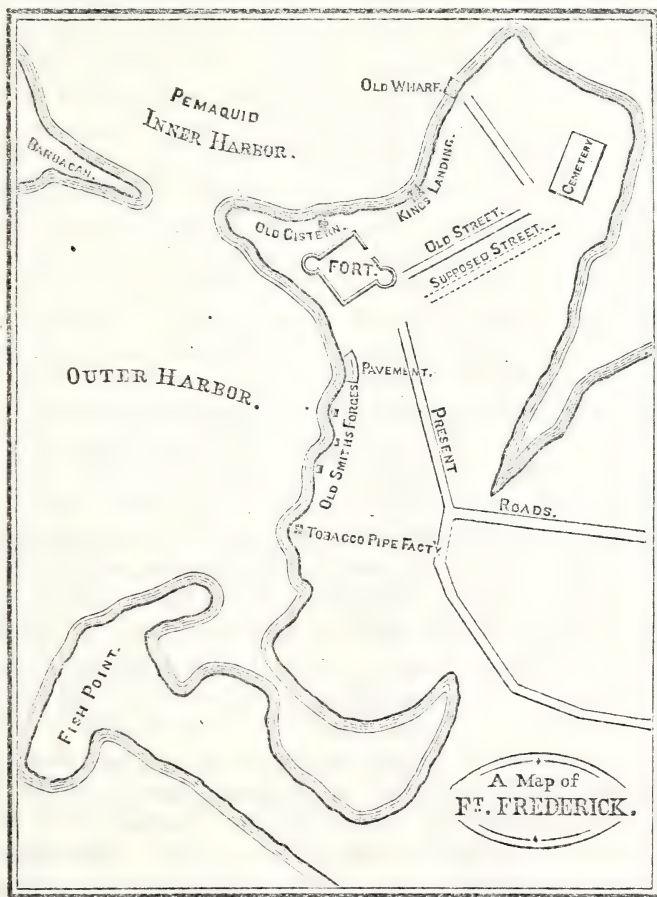 OLD WHARF.
PEMAQUID
INNER HARBOR.
BARBACAN.
CEMETERY
KINGS LANDING.
OLD CISTERN.
OLD STREET.
SUPPOSED STREET.
FORT.
OUTER HARBOR.
PAVEMENT.
OLD SMITHS FORGES
PRESENT
ROADS.
TOBACCO PIPE FACTY
FISH POINT.
A Map of
FT. FREDERICK.